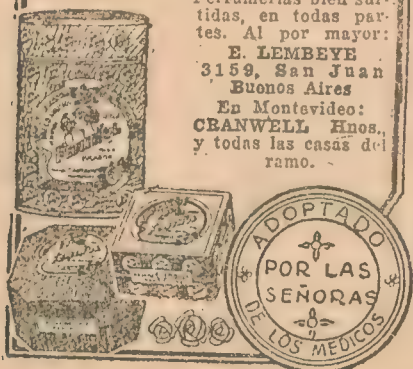 Perfumerías bien sur-
tidas, en todas par-
tes. Al por mayor:
E. LEMBEYE
3159, San Juan
Buenos Aires
En Montevideo:
CRANWELL Hnos.,
y todas las casas del
ramo.
ADOPTADO
POR LAS
SEÑORAS
DE LOS MEDICOS